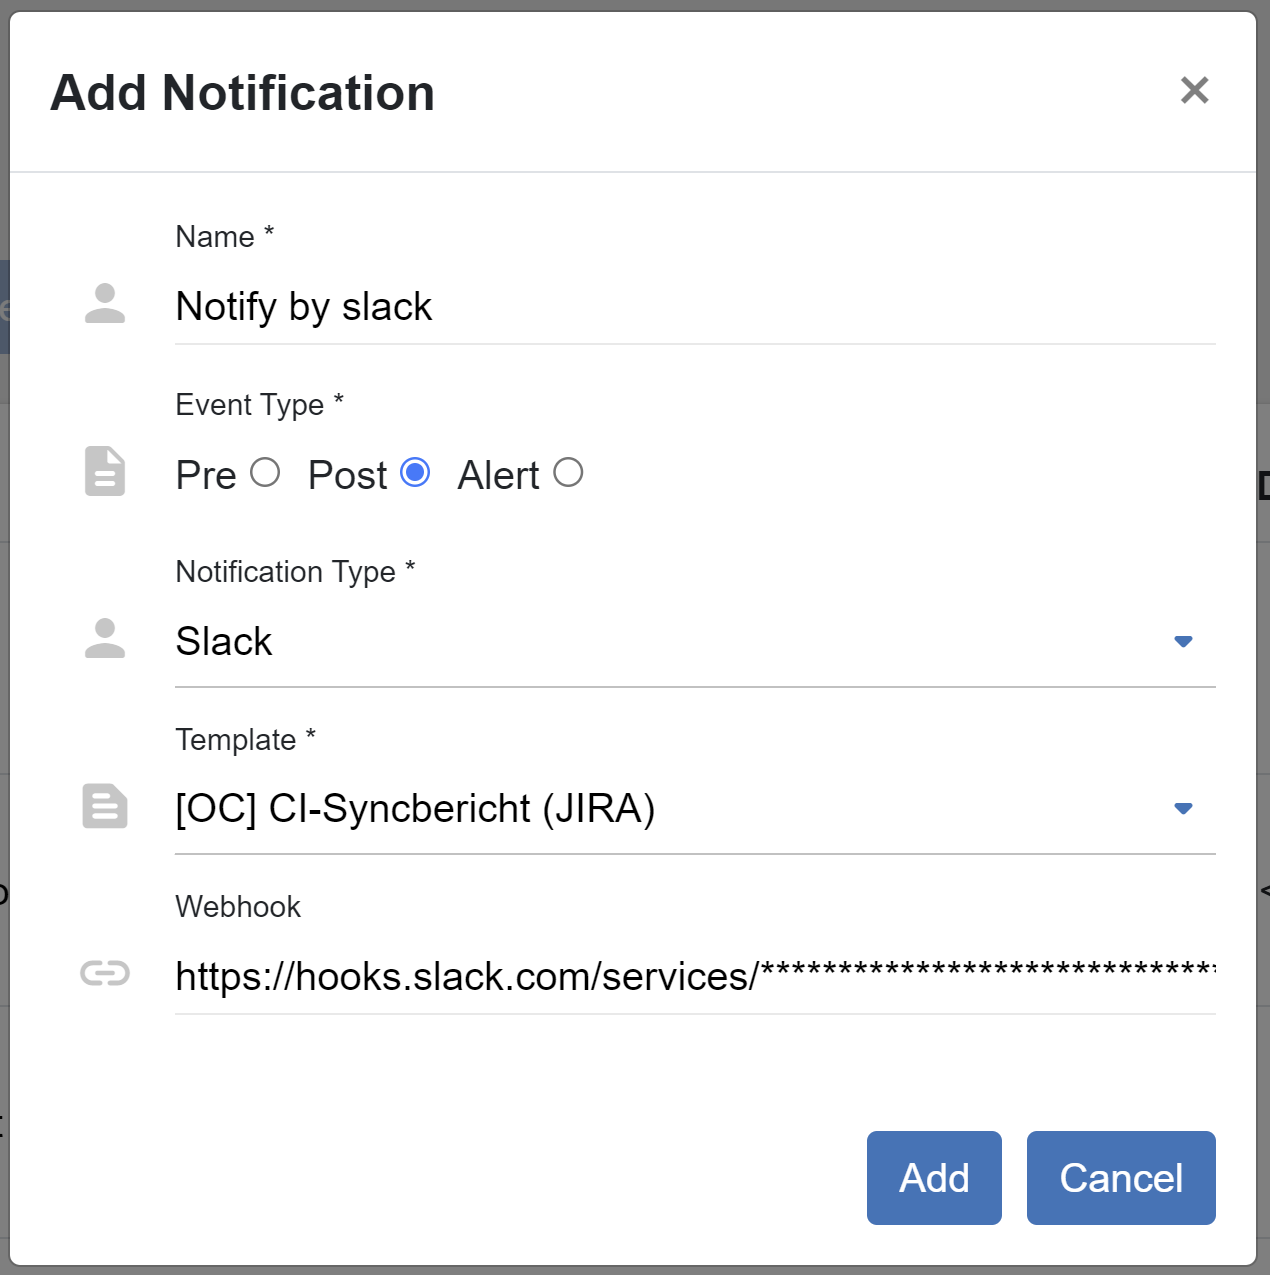 Add Notification
Name *
Notify by slack
Event Type *
Pre Post Alert
Notification Type *
Slack
Template *
[OC] CI-Syncbericht (JIRA)
Webhook
https://hooks.slack.com/services/******************************
Add Cancel